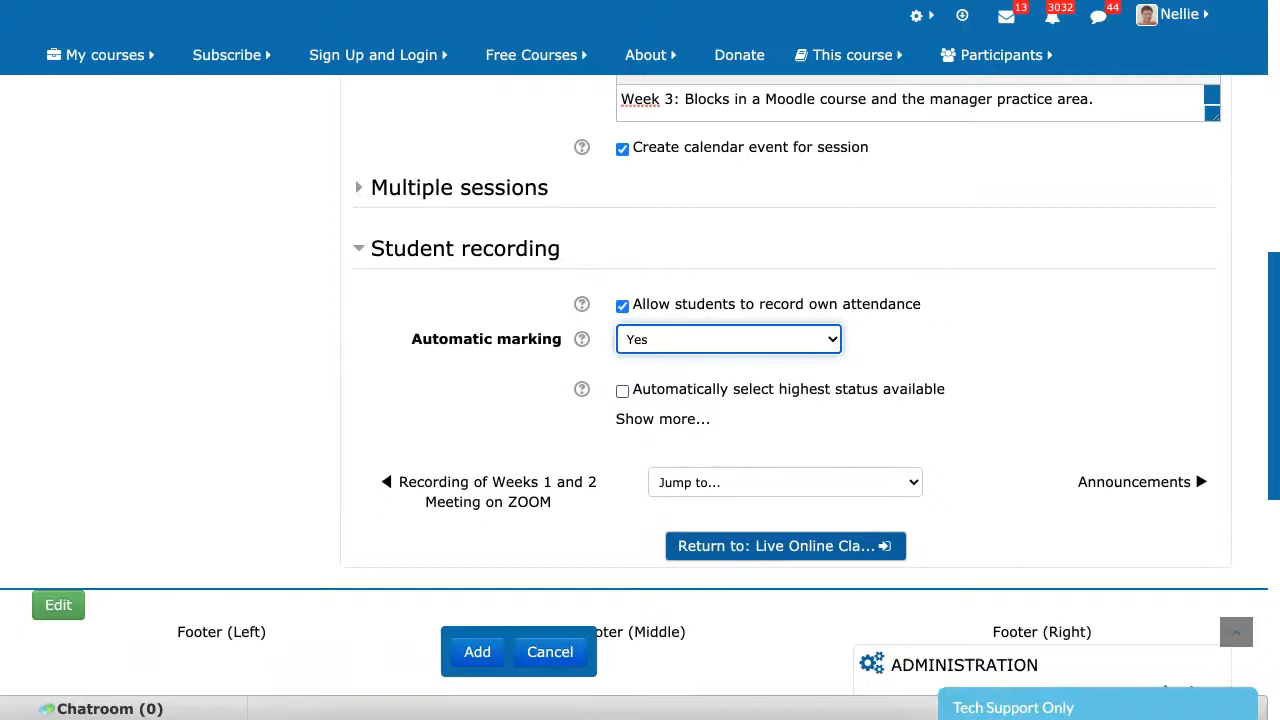 13 3032 44
Nellie
My courses Subscribe Sign Up and Login Free Courses About Donate This course Participants
Week 3: Blocks in a Moodle course and the manager practice area.
Create calendar event for session
Multiple sessions
Student recording
Allow students to record own attendance
Automatic marking Yes
Automatically select highest status available
Show more...
Recording of Weeks 1 and 2
Meeting on ZOOM
Jump to...
Announcements
Return to: Live Online Cla...
Edit
Footer (Left) oter (Middle) Footer (Right)
Add Cancel
ADMINISTRATION
Chatroom (0)
Tech Support Only